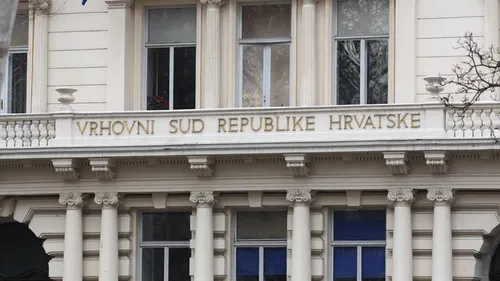 VRHOVNI SUD REPUBLIKE HRVATSKE